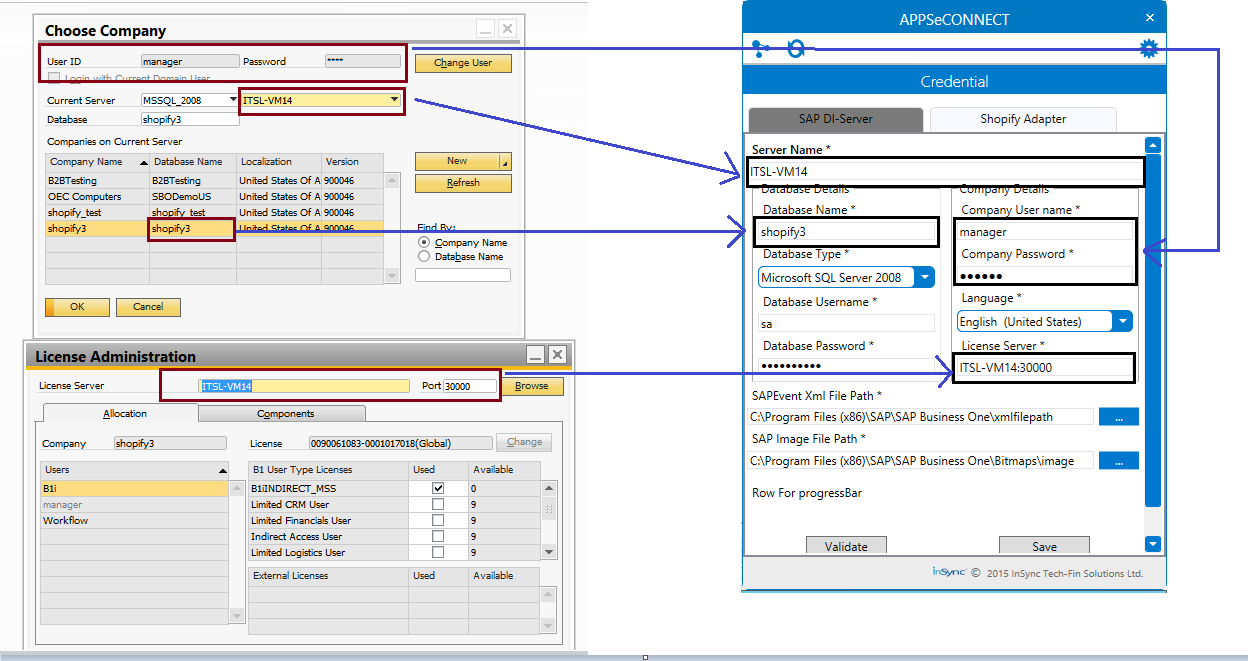 Choose Company
User ID manager Password ****
Login with Current Domain User
Change User
Current Server MSSQL_2008 ITSL-VM14
Database shopify3
Companies on Current Server
Company Name Database Name Localization Version
B2BTesting B2BTesting United States Of A 900046
OEC Computers SBODemoUS United States Of A 900046
shopify_test shopify_test United States Of A 900046
shopify3 shopify3 United States Of A 900046
New
Refresh
Find By:
Company Name
Database Name
OK Cancel
License Administration
License Server ITSL-VM14 Port 30000 Browse
Allocation Components
Company shopify3 License 0090061083-0001017018(Global) Change
Users
B1i
manager
Workflow
B1 User Type Licenses Used Available
B1iINDIRECT_MSS 0
Limited CRM User 9
Limited Financials User 9
Indirect Access User 9
Limited Logistics User 9
External Licenses Used Available
APPSeCONNECT
Credential
SAP DI-Server Shopify Adapter
Server Name *
ITSL-VM14
Database Details Company Details
Database Name * Company User name *
shopify3 manager
Database Type * Company Password *
Microsoft SQL Server 2008 ●●●●●●
Database Username * Language *
sa English (United States)
Database Password * License Server *
●●●●●●●●●● ITSL-VM14:30000
SAPEvent Xml File Path *
C:\Program Files (x86)\SAP\SAP Business One\xmlfilepath ...
SAP Image File Path *
C:\Program Files (x86)\SAP\SAP Business One\Bitmaps\image ...
Row For progressBar
Validate Save
inSync © 2015 InSync Tech-Fin Solutions Ltd.